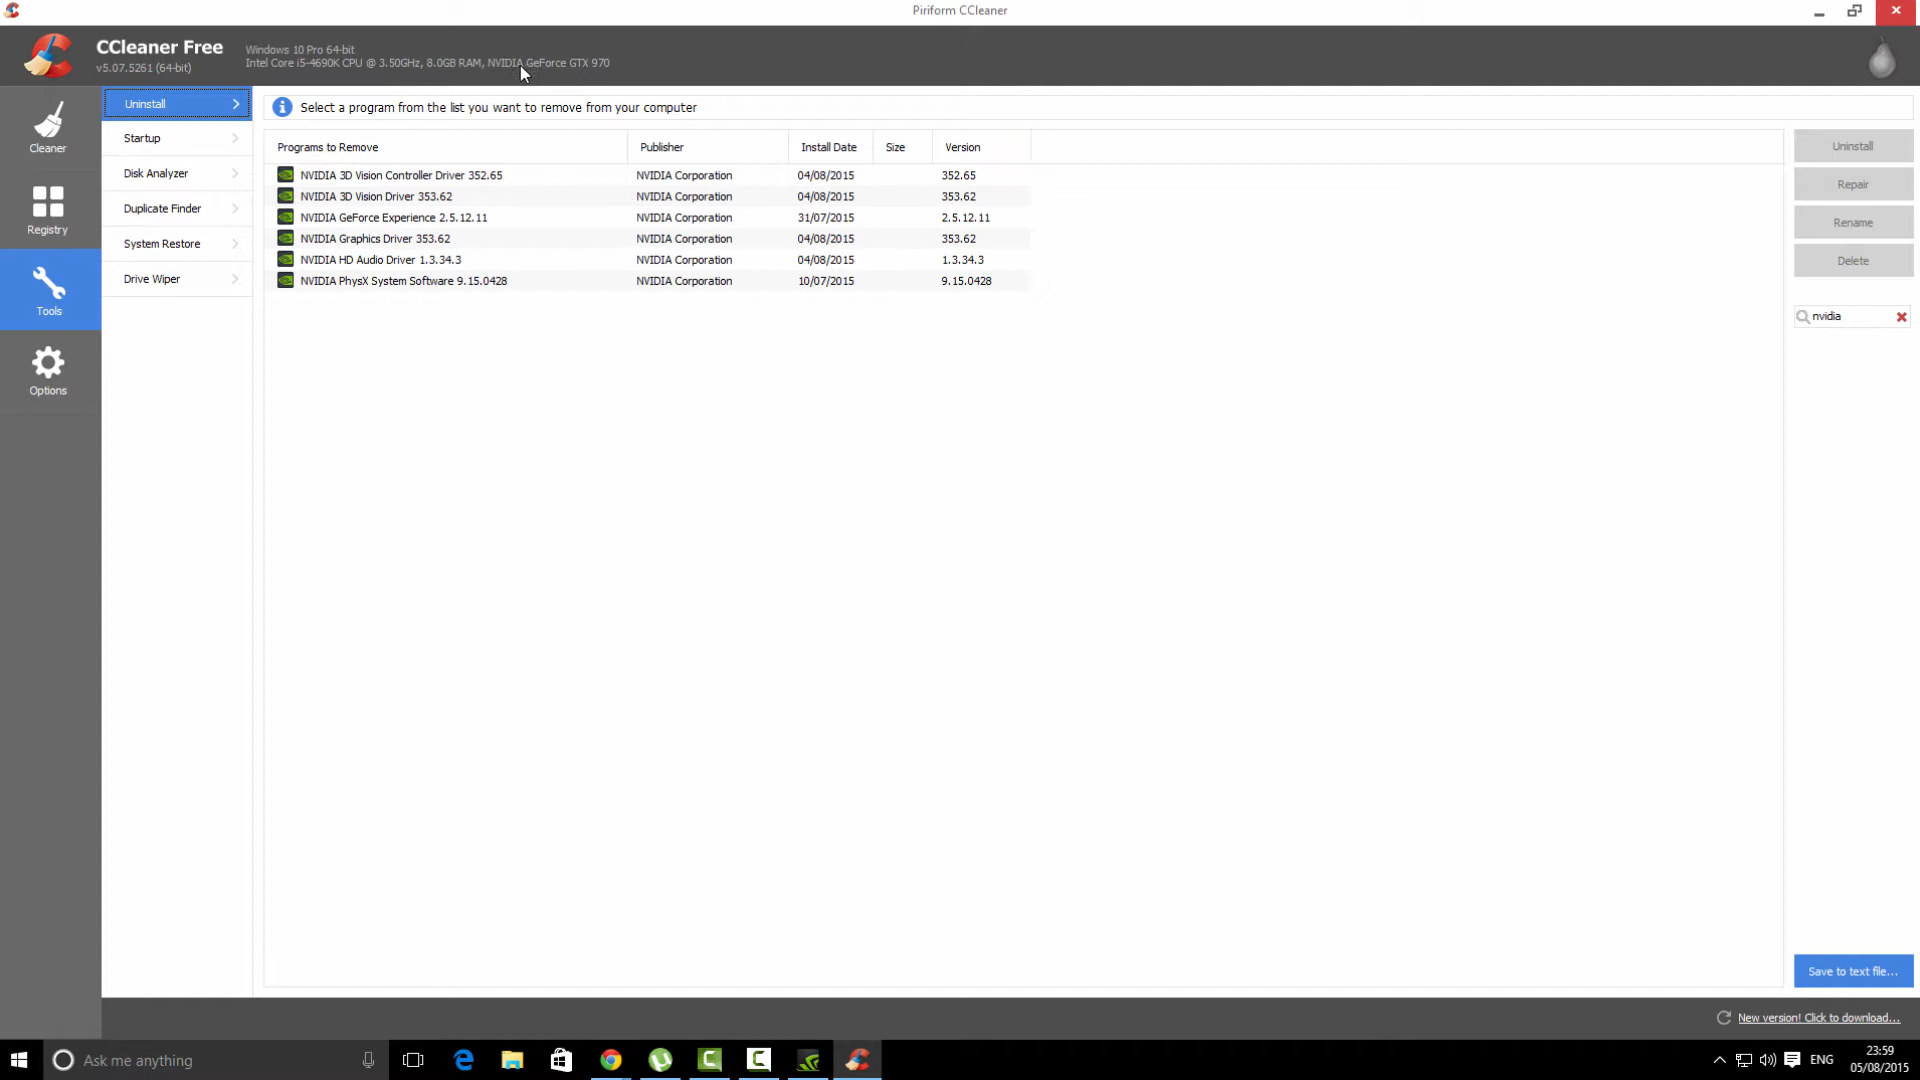 Piriform CCleaner
CCleaner Free
v5.07.5261 (64-bit)
Windows 10 Pro 64-bit
Intel Core i5-4690K CPU @ 3.50GHz, 8.0GB RAM, NVIDIA GeForce GTX 970
Cleaner
Registry
Tools
Options
Uninstall
Startup
Disk Analyzer
Duplicate Finder
System Restore
Drive Wiper
Select a program from the list you want to remove from your computer
Programs to Remove Publisher Install Date Size Version
NVIDIA 3D Vision Controller Driver 352.65 NVIDIA Corporation 04/08/2015 352.65
NVIDIA 3D Vision Driver 353.62 NVIDIA Corporation 04/08/2015 353.62
NVIDIA GeForce Experience 2.5.12.11 NVIDIA Corporation 31/07/2015 2.5.12.11
NVIDIA Graphics Driver 353.62 NVIDIA Corporation 04/08/2015 353.62
NVIDIA HD Audio Driver 1.3.34.3 NVIDIA Corporation 04/08/2015 1.3.34.3
NVIDIA PhysX System Software 9.15.0428 NVIDIA Corporation 10/07/2015 9.15.0428
Uninstall
Repair
Rename
Delete
nvidia
Save to text file...
New version! Click to download...
Ask me anything
ENG
23:59
05/08/2015